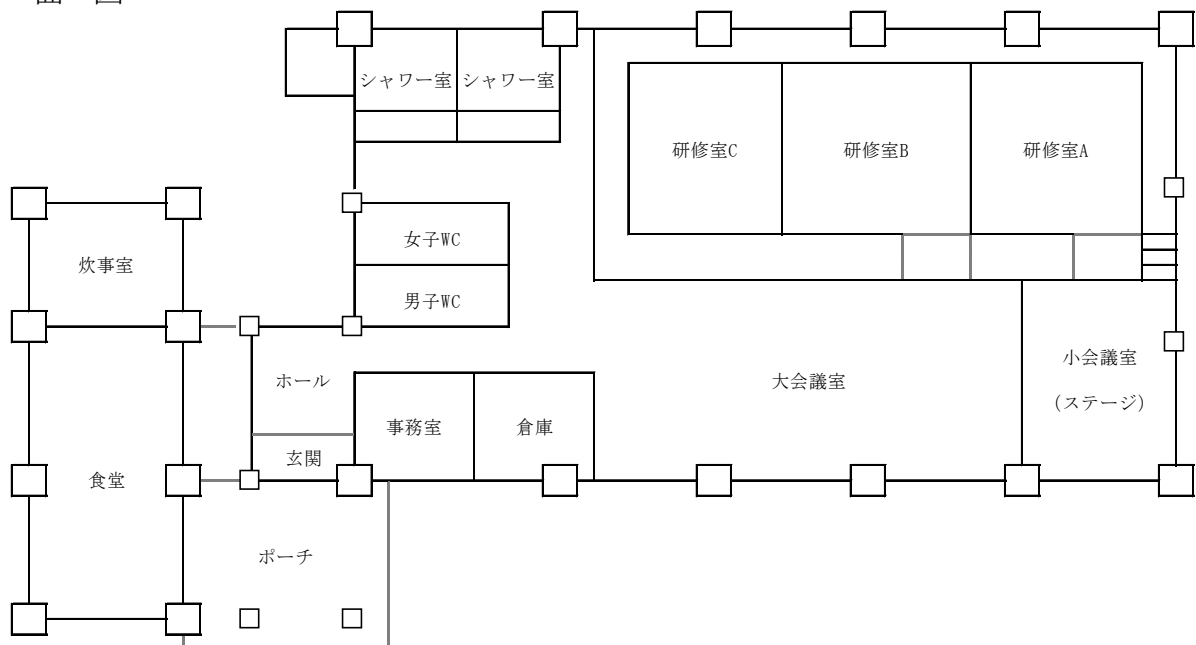 シャワー室 シャワー室
研修室C 研修室B 研修室A
女子WC
炊事室
男子WC
小会議室
(ステージ)
ホール
大会議室
事務室 倉庫
玄関
食堂
ポーチ